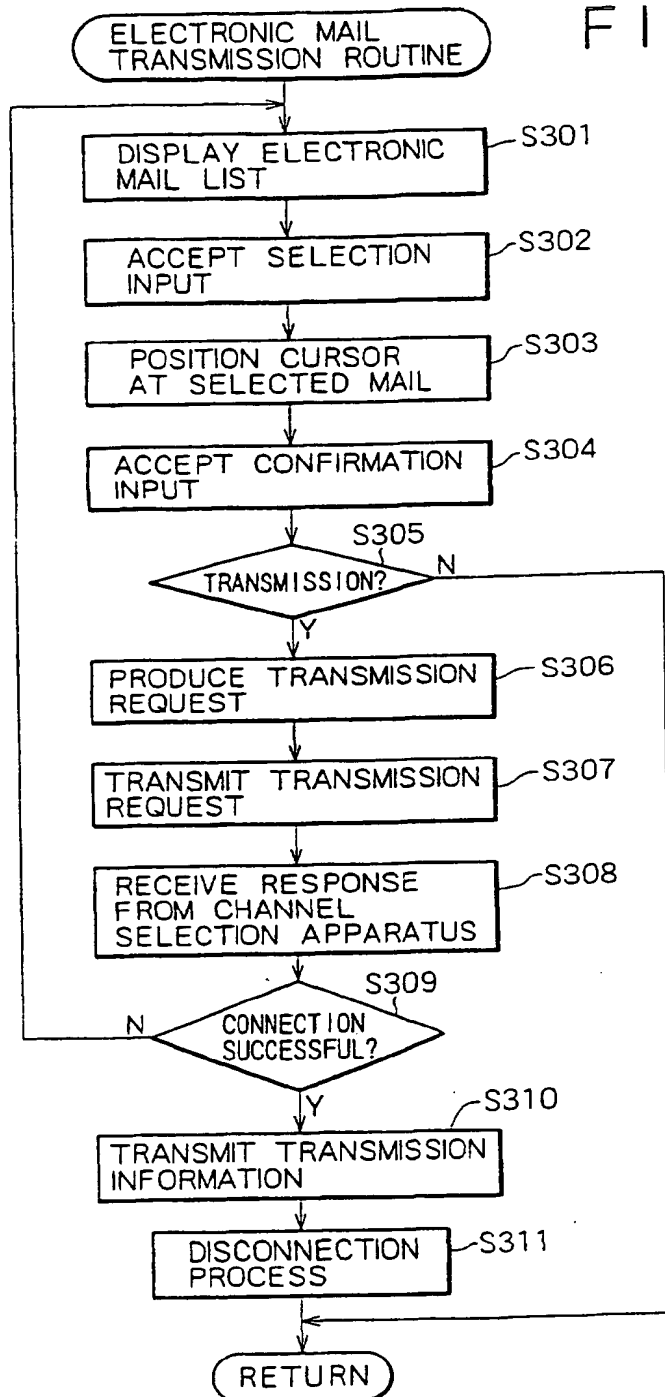 FI
ELECTRONIC MAIL
TRANSMISSION ROUTINE
S301
DISPLAY ELECTRONIC
MAIL LIST
S302
ACCEPT SELECTION
INPUT
S303
POSITION CURSOR
AT SELECTED MAIL
S304
ACCEPT CONFIRMATION
INPUT
S305
TRANSMISSION?
N
Y
S306
PRODUCE TRANSMISSION
REQUEST
S307
TRANSMIT TRANSMISSION
REQUEST
S308
RECEIVE RESPONSE
FROM CHANNEL
SELECTION APPARATUS
S309
N
CONNECTION
SUCCESSFUL?
Y
S310
TRANSMIT TRANSMISSION
INFORMATION
S311
DISCONNECTION
PROCESS
RETURN